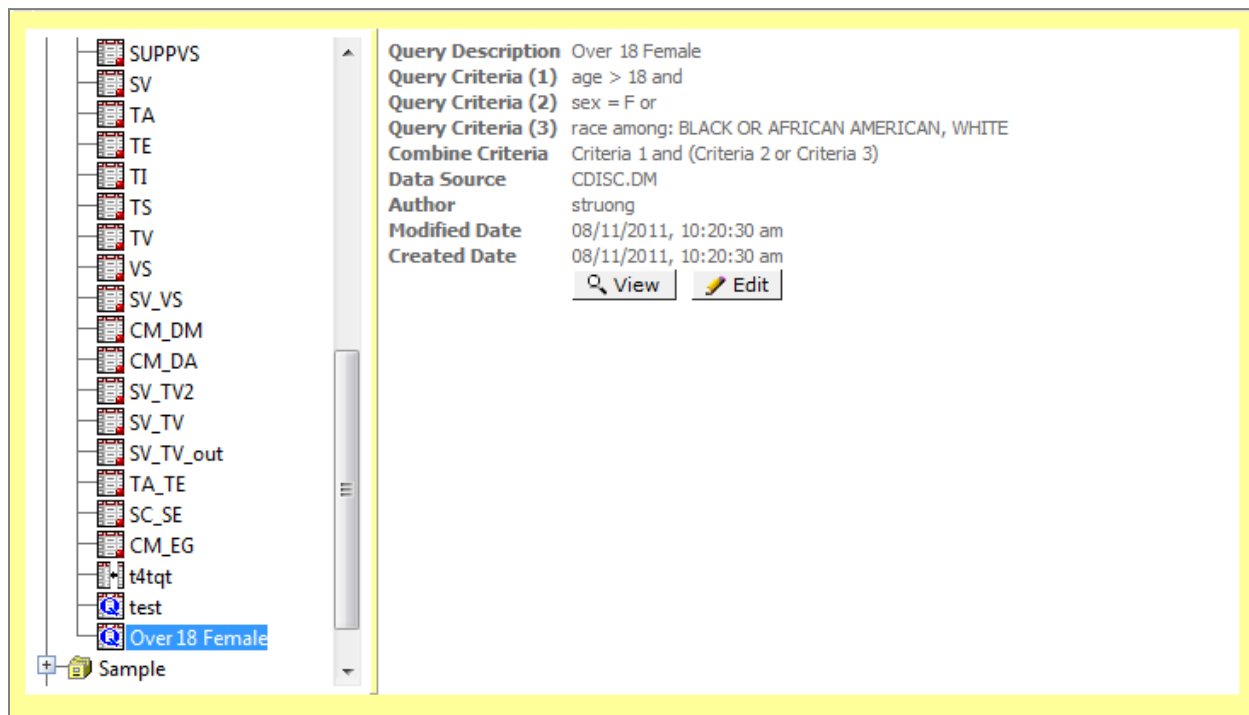 SUPPVS
SV
TA
TE
TI
TS
TV
VS
SV_VS
CM_DM
CM_DA
SV_TV2
SV_TV
SV_TV_out
TA_TE
SC_SE
CM_EG
t4tqt
test
Over 18 Female
Sample
Query Description Over 18 Female
Query Criteria (1) age > 18 and
Query Criteria (2) sex = F or
Query Criteria (3) race among: BLACK OR AFRICAN AMERICAN, WHITE
Combine Criteria Criteria 1 and (Criteria 2 or Criteria 3)
Data Source CDISC.DM
Author struong
Modified Date 08/11/2011, 10:20:30 am
Created Date 08/11/2011, 10:20:30 am
View Edit